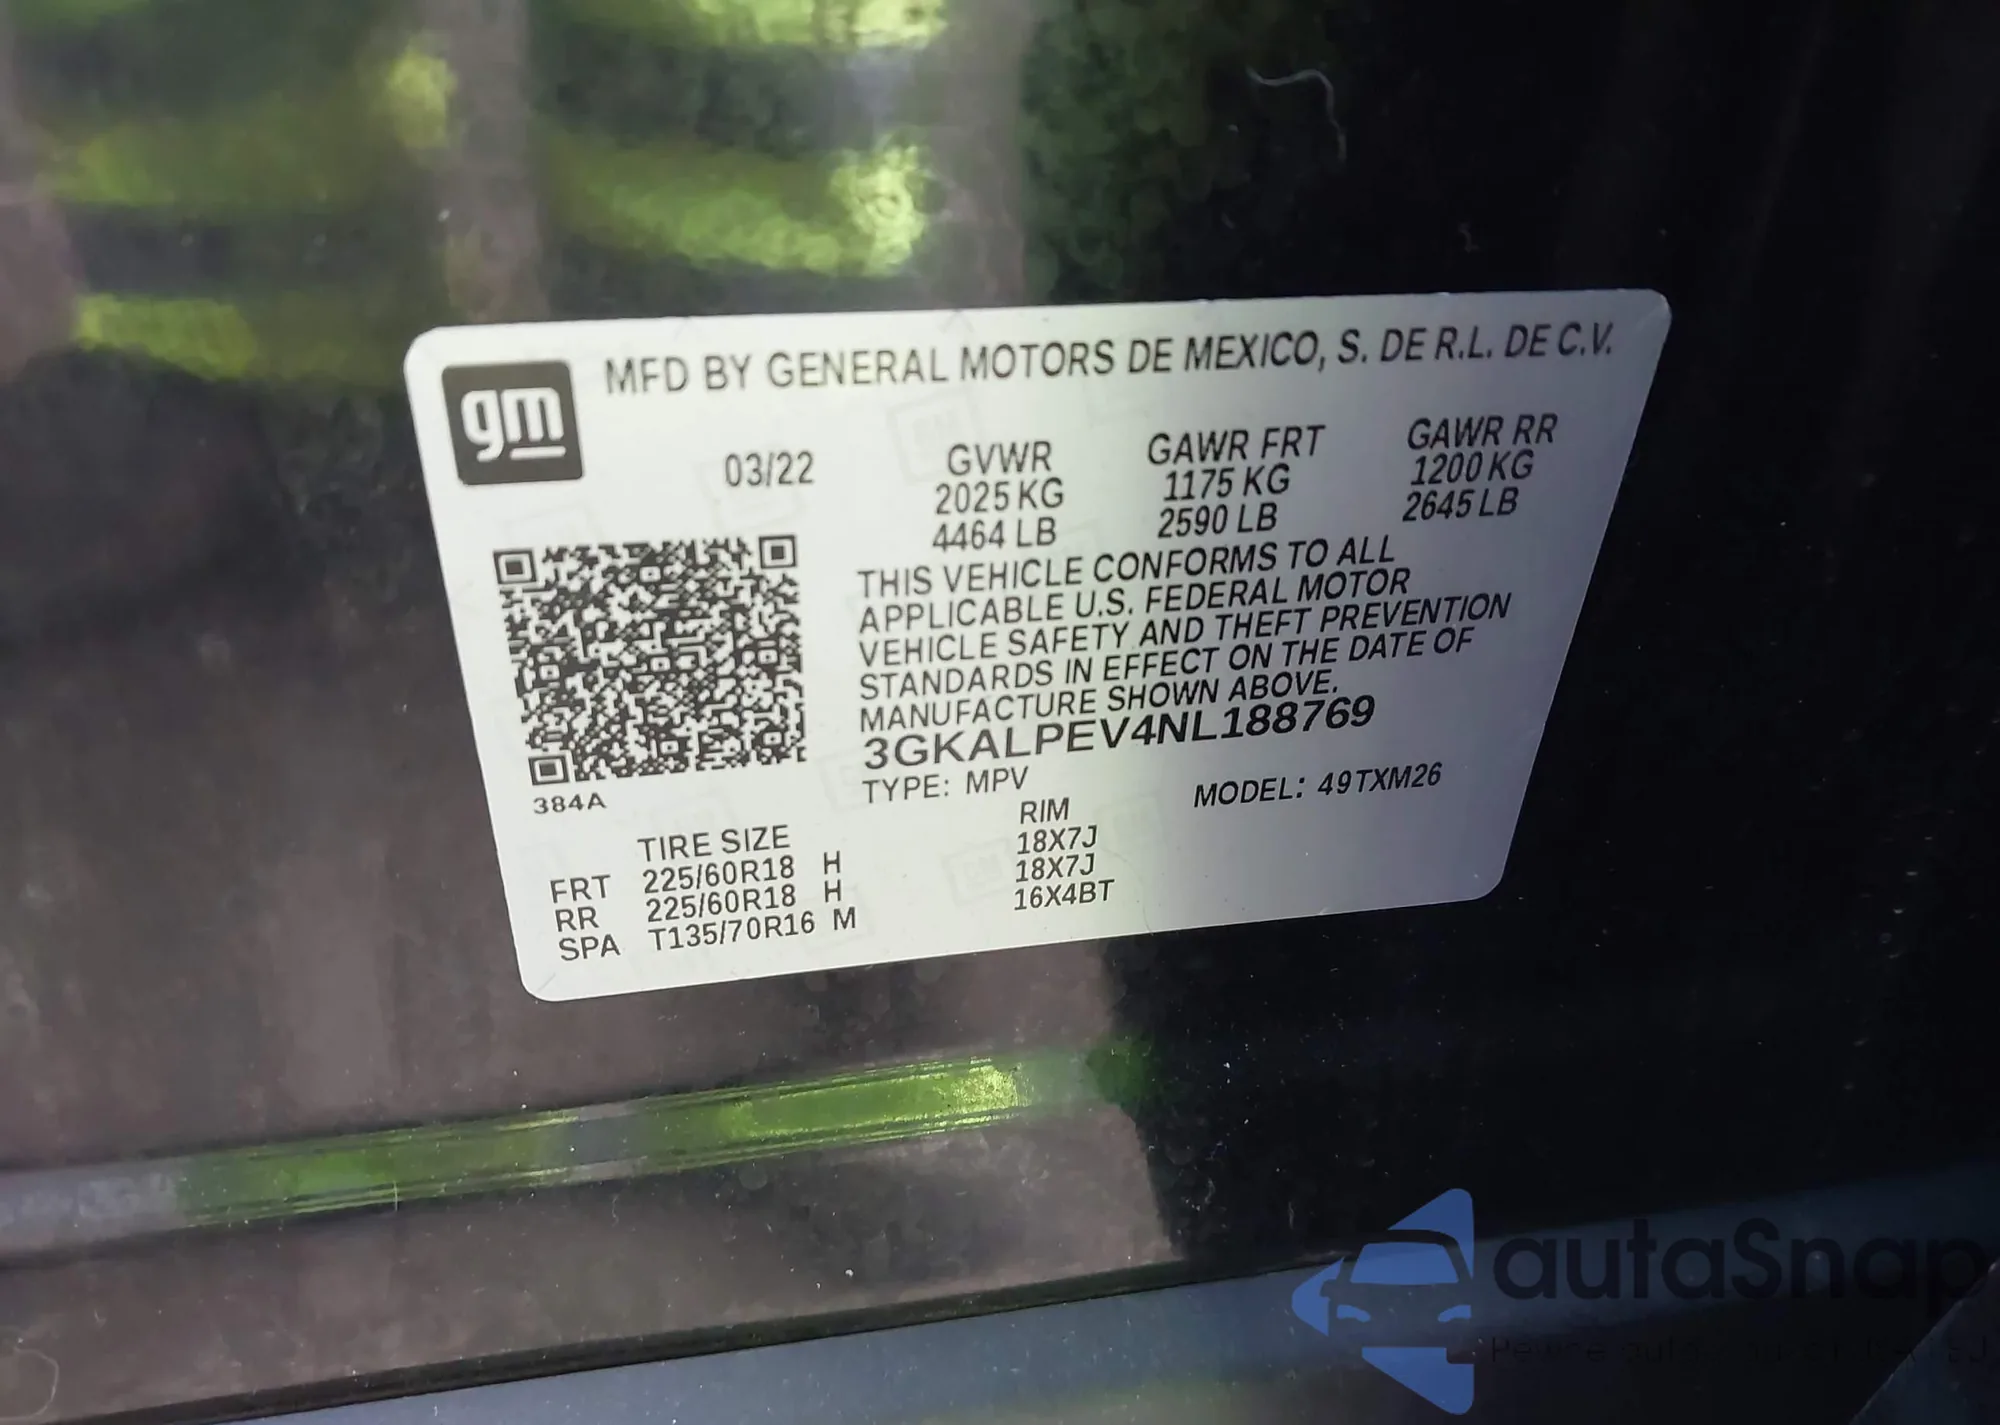 gm
MFD BY GENERAL MOTORS DE MEXICO, S. DE R.L. DE C.V.
03/22
GVWR GAWR FRT GAWR RR
2025 KG 1175 KG 1200 KG
4464 LB 2590 LB 2645 LB
THIS VEHICLE CONFORMS TO ALL
APPLICABLE U.S. FEDERAL MOTOR
VEHICLE SAFETY AND THEFT PREVENTION
STANDARDS IN EFFECT ON THE DATE OF
MANUFACTURE SHOWN ABOVE.
3GKALPEV4NL188769
TYPE: MPV MODEL: 49TXM26
384A
TIRE SIZE RIM
FRT 225/60R18 H 18X7J
RR 225/60R18 H 18X7J
SPA T135/70R16 M 16X4BT
autaSnap